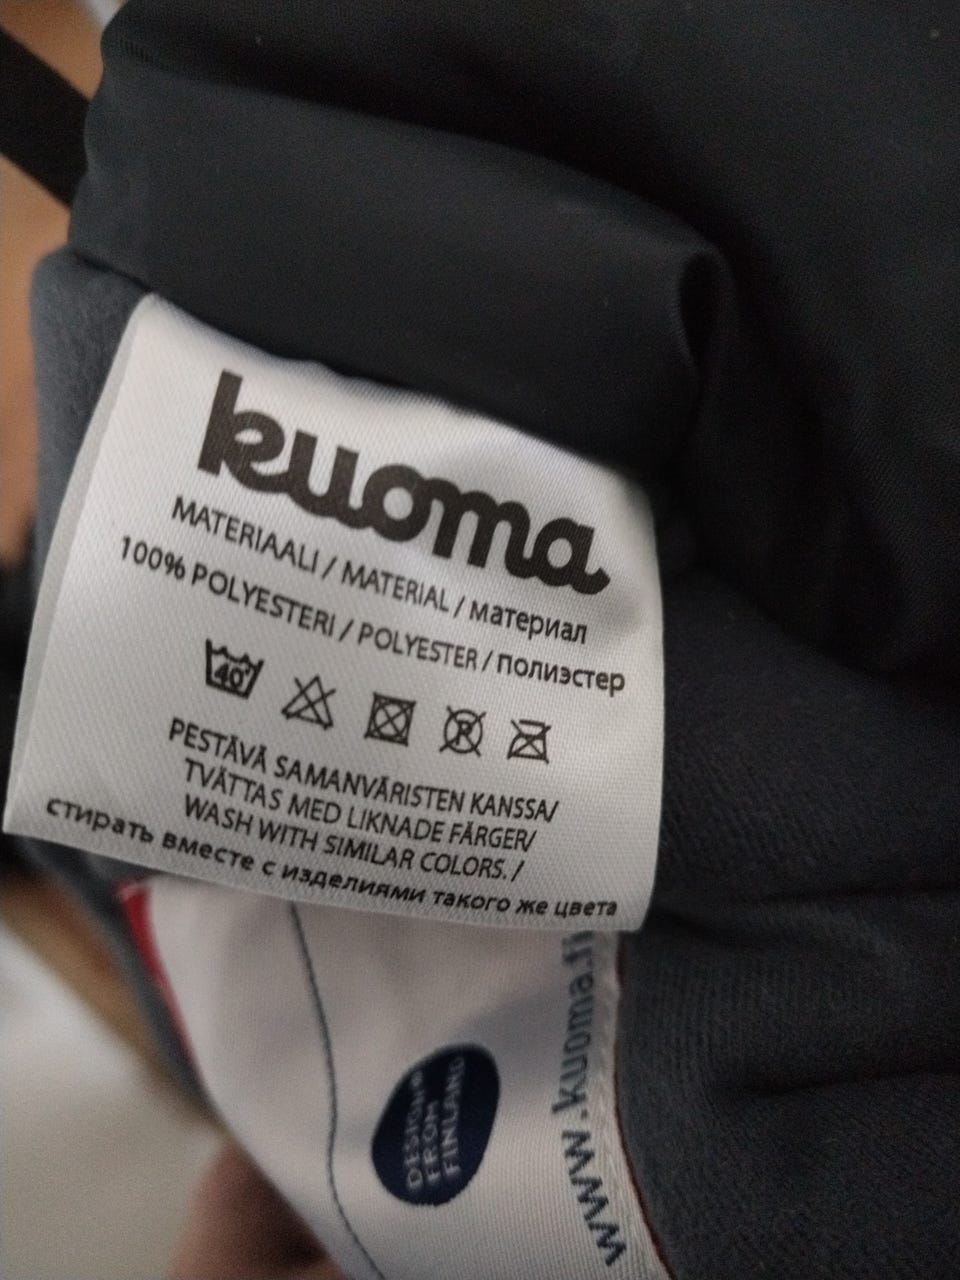 kuoma
MATERIAALI / MATERIAL / материал
100% POLYESTERI / POLYESTER / полиэстер
40°
P
PESTÄVÄ SAMANVÄRISTEN KANSSA/
TVÄTTAS MED LIKNADE FÄRGER/
WASH WITH SIMILAR COLORS. /
стирать вместе с изделиями такого же цвета
www.kuoma.fi
DESIGN
FROM
FINLAND